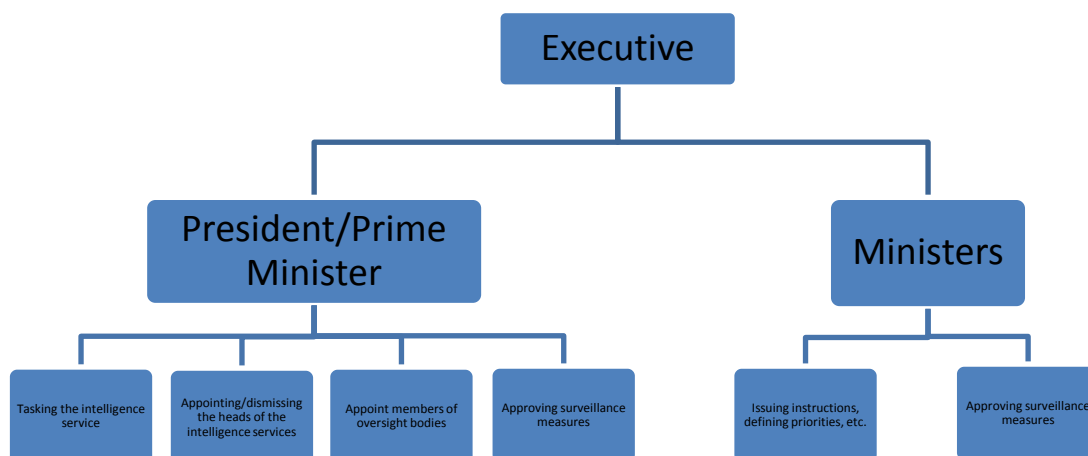 Executive
President/Prime
Minister
Ministers
Tasking the intelligence
service
Appointing/dismissing
the heads of the
intelligence services
Appoint members of
oversight bodies
Approving surveillance
measures
Issuing instructions,
defining priorities, etc.
Approving surveillance
measures